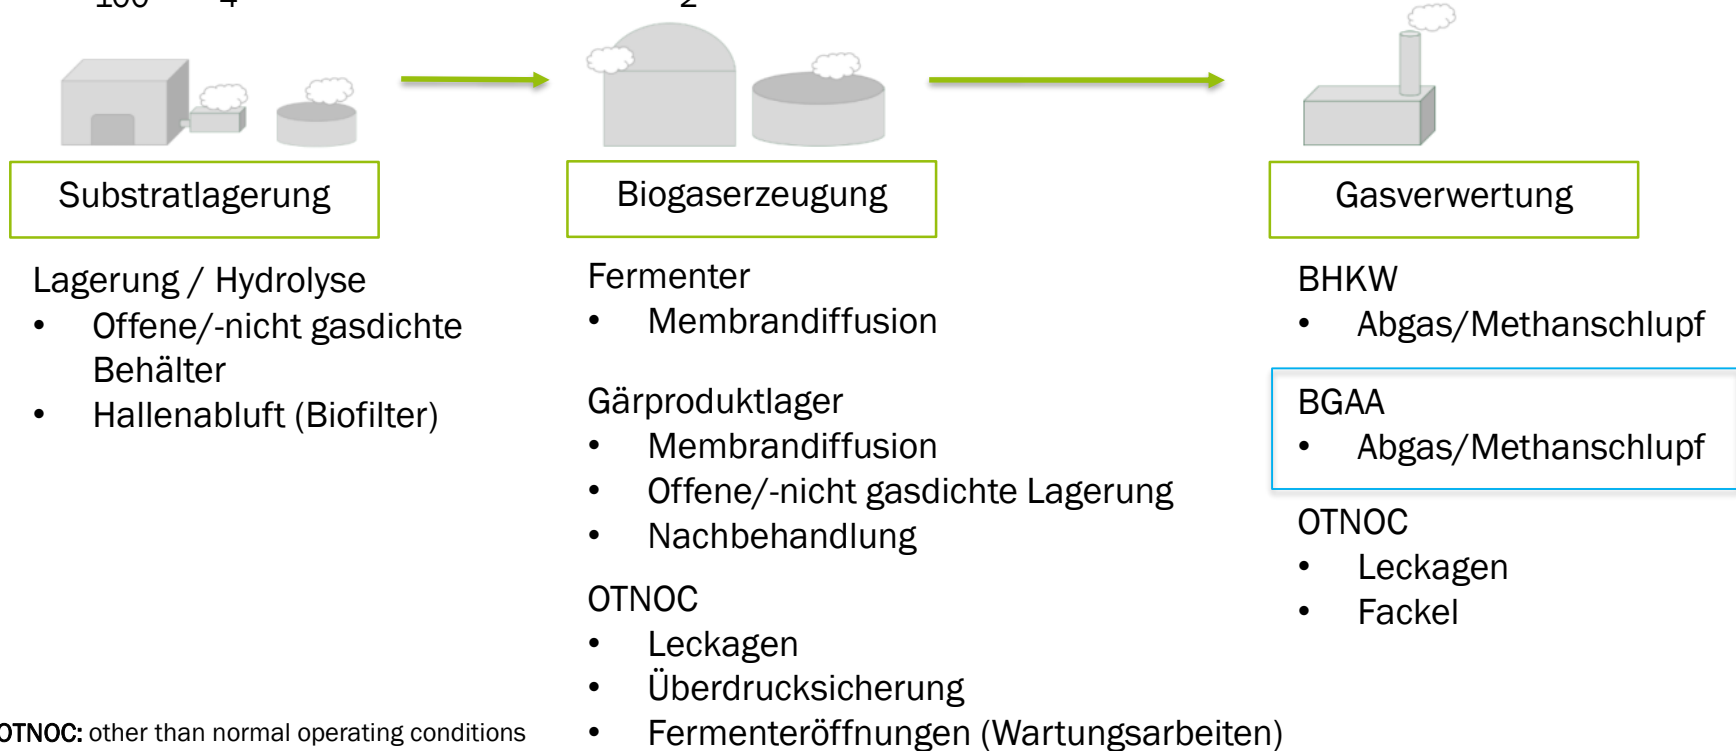 Substratlagerung
Lagerung / Hydrolyse
• Offene/-nicht gasdichte
Behälter
• Hallenabluft (Biofilter)
Biogaserzeugung
Fermenter
• Membrandiffusion
Gärproduktlager
• Membrandiffusion
• Offene/-nicht gasdichte Lagerung
• Nachbehandlung
OTNOC
• Leckagen
• Überdrucksicherung
• Fermenteröffnungen (Wartungsarbeiten)
Gasverwertung
BHKW
• Abgas/Methanschlupf
BGAA
• Abgas/Methanschlupf
OTNOC
• Leckagen
• Fackel
OTNOC: other than normal operating conditions